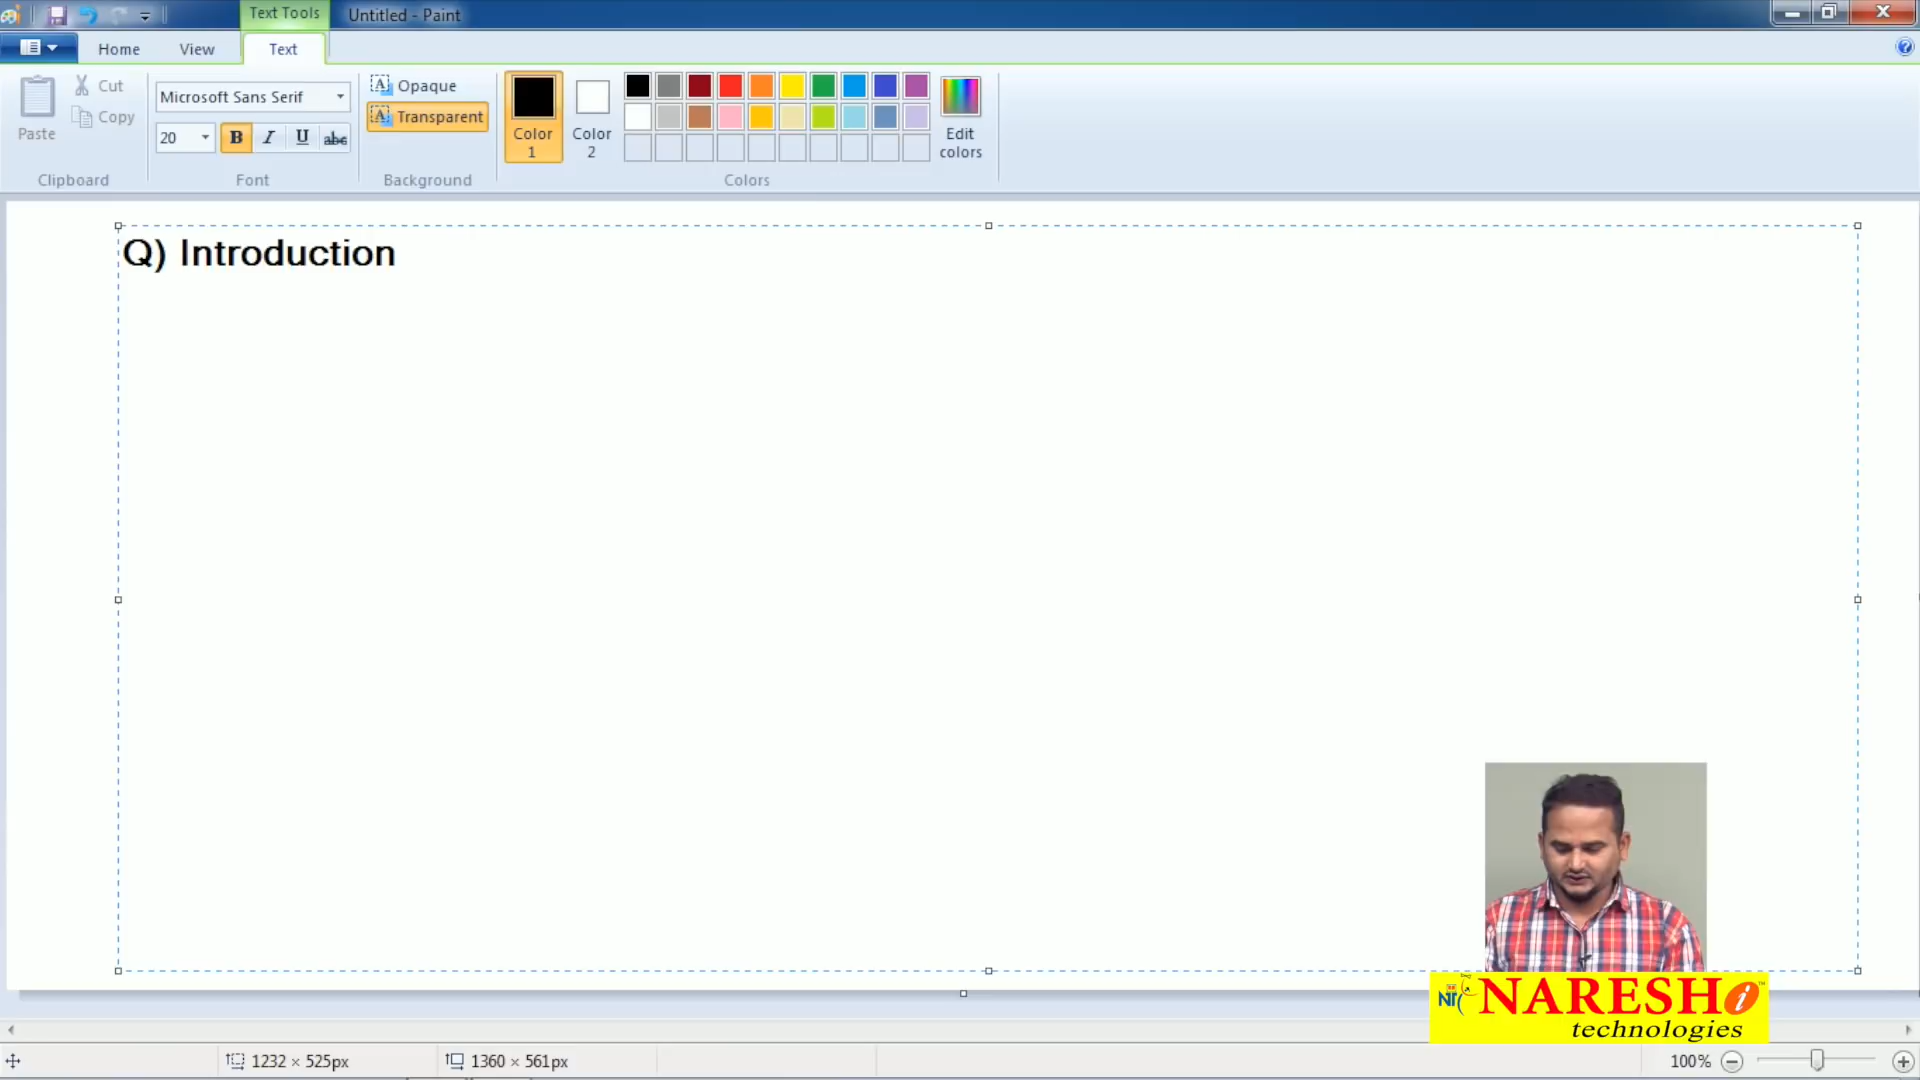 Text Tools
Untitled - Paint
Home
View
Text
Paste
Cut
Copy
Clipboard
Microsoft Sans Serif
20
B
I
U
abc
Font
Opaque
Transparent
Background
Color
1
Color
2
Edit
colors
Colors
Q) Introduction
NARESH i
technologies
1232 × 525px
1360 × 561px
100%